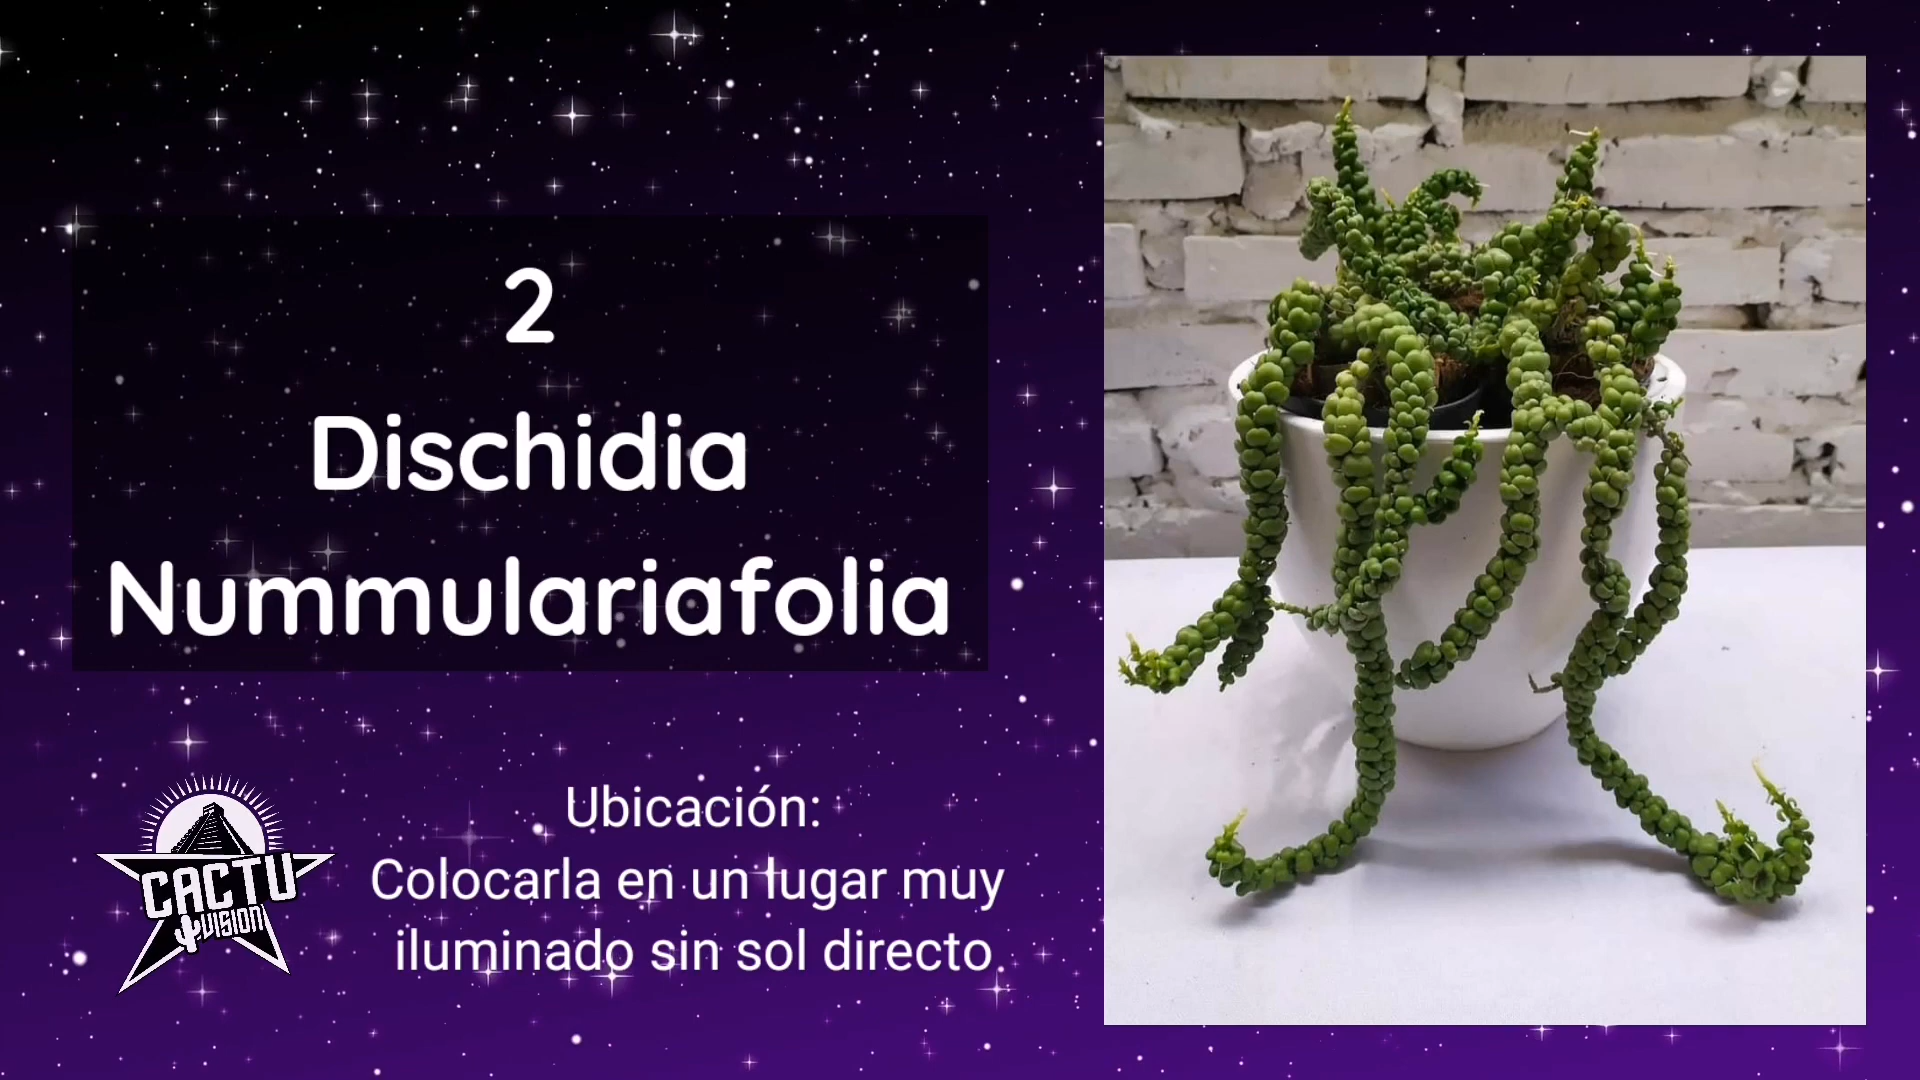 2
Dischidia
Nummulariafolia
Ubicación:
Colocarla en un lugar muy
iluminado sin sol directo
CACTU
VISION